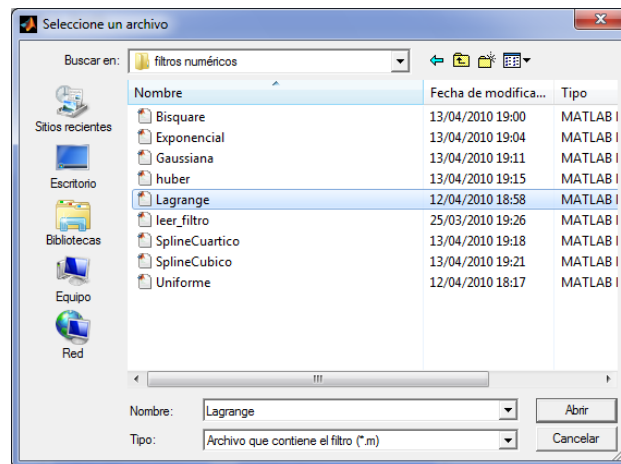 Seleccione un archivo
Buscar en: filtros numéricos
Nombre Fecha de modifica... Tipo
Bisquare 13/04/2010 19:00 MATLAB
Exponencial 13/04/2010 19:04 MATLAB
Gaussiana 13/04/2010 19:11 MATLAB
huber 13/04/2010 19:15 MATLAB
Lagrange 12/04/2010 18:58 MATLAB
leer_filtro 25/03/2010 19:26 MATLAB
SplineCuartico 13/04/2010 19:18 MATLAB
SplineCubico 13/04/2010 19:21 MATLAB
Uniforme 12/04/2010 18:17 MATLAB
Sitios recientes
Escritorio
Bibliotecas
Equipo
Red
Nombre: Lagrange Abrir
Tipo: Archivo que contiene el filtro (*.m) Cancelar